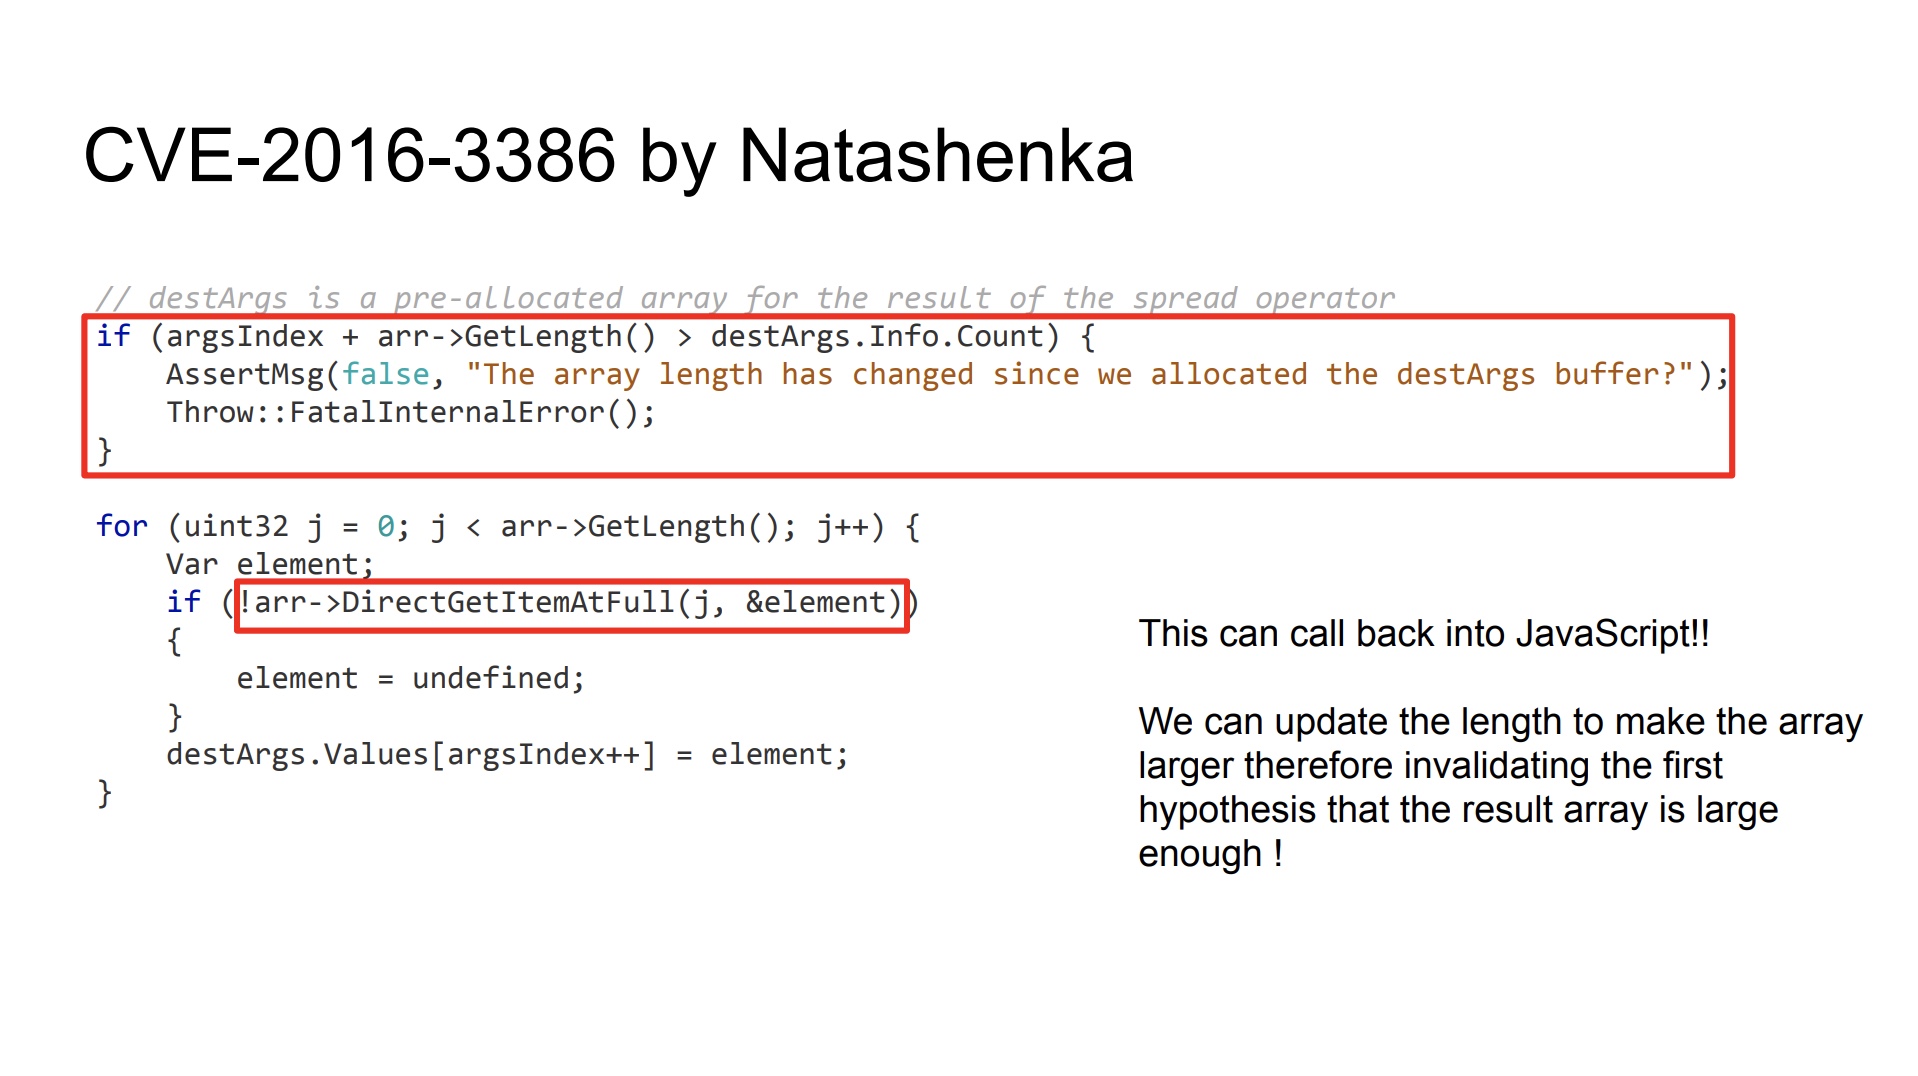 CVE-2016-3386 by Natashenka
// destArgs is a pre-allocated array for the result of the spread operator
if (argsIndex + arr->GetLength() > destArgs.Info.Count) {
    AssertMsg(false, "The array length has changed since we allocated the destArgs buffer?");
    Throw::FatalInternalError();
}
for (uint32 j = 0; j < arr->GetLength(); j++) {
    Var element;
    if (!arr->DirectGetItemAtFull(j, &element))
    {
        element = undefined;
    }
    destArgs.Values[argsIndex++] = element;
}
This can call back into JavaScript!!
We can update the length to make the array
larger therefore invalidating the first
hypothesis that the result array is large
enough !